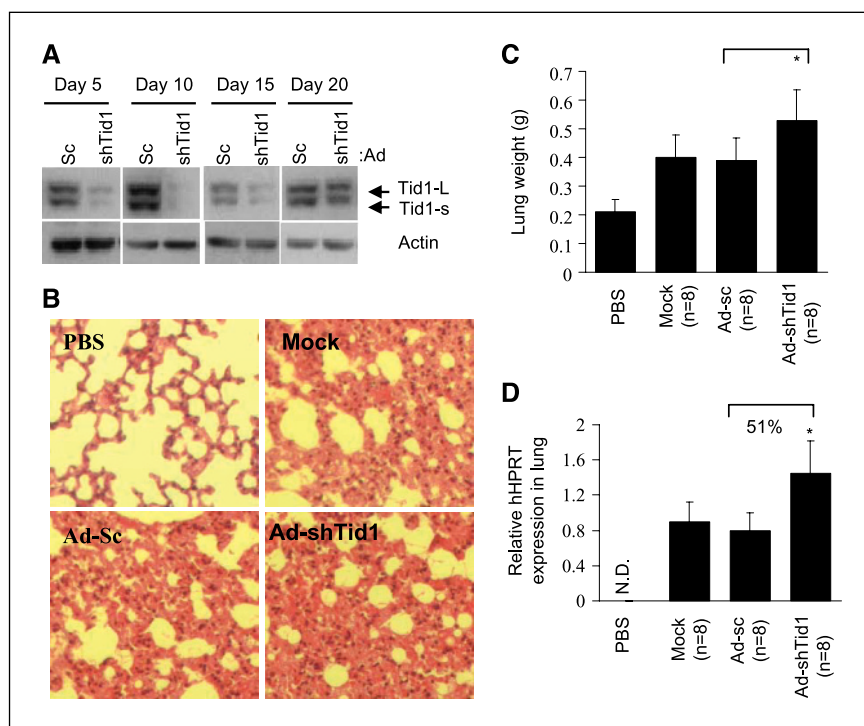 A
Day 5 Day 10 Day 15 Day 20
Sc shTid1 Sc shTid1 Sc shTid1 Sc shTid1 :Ad
Tid1-L
Tid1-s
Actin
B
PBS Mock
Ad-Sc Ad-shTid1
C
*
Lung weight (g)
0.7
0.6
0.5
0.4
0.3
0.2
0.1
0
PBS
Mock (n=8)
Ad-sc (n=8)
Ad-shTid1 (n=8)
D
51%
*
Relative hHPRT
expression in lung
2
1.6
1.2
0.8
0.4
0
N.D.
PBS
Mock (n=8)
Ad-sc (n=8)
Ad-shTid1 (n=8)